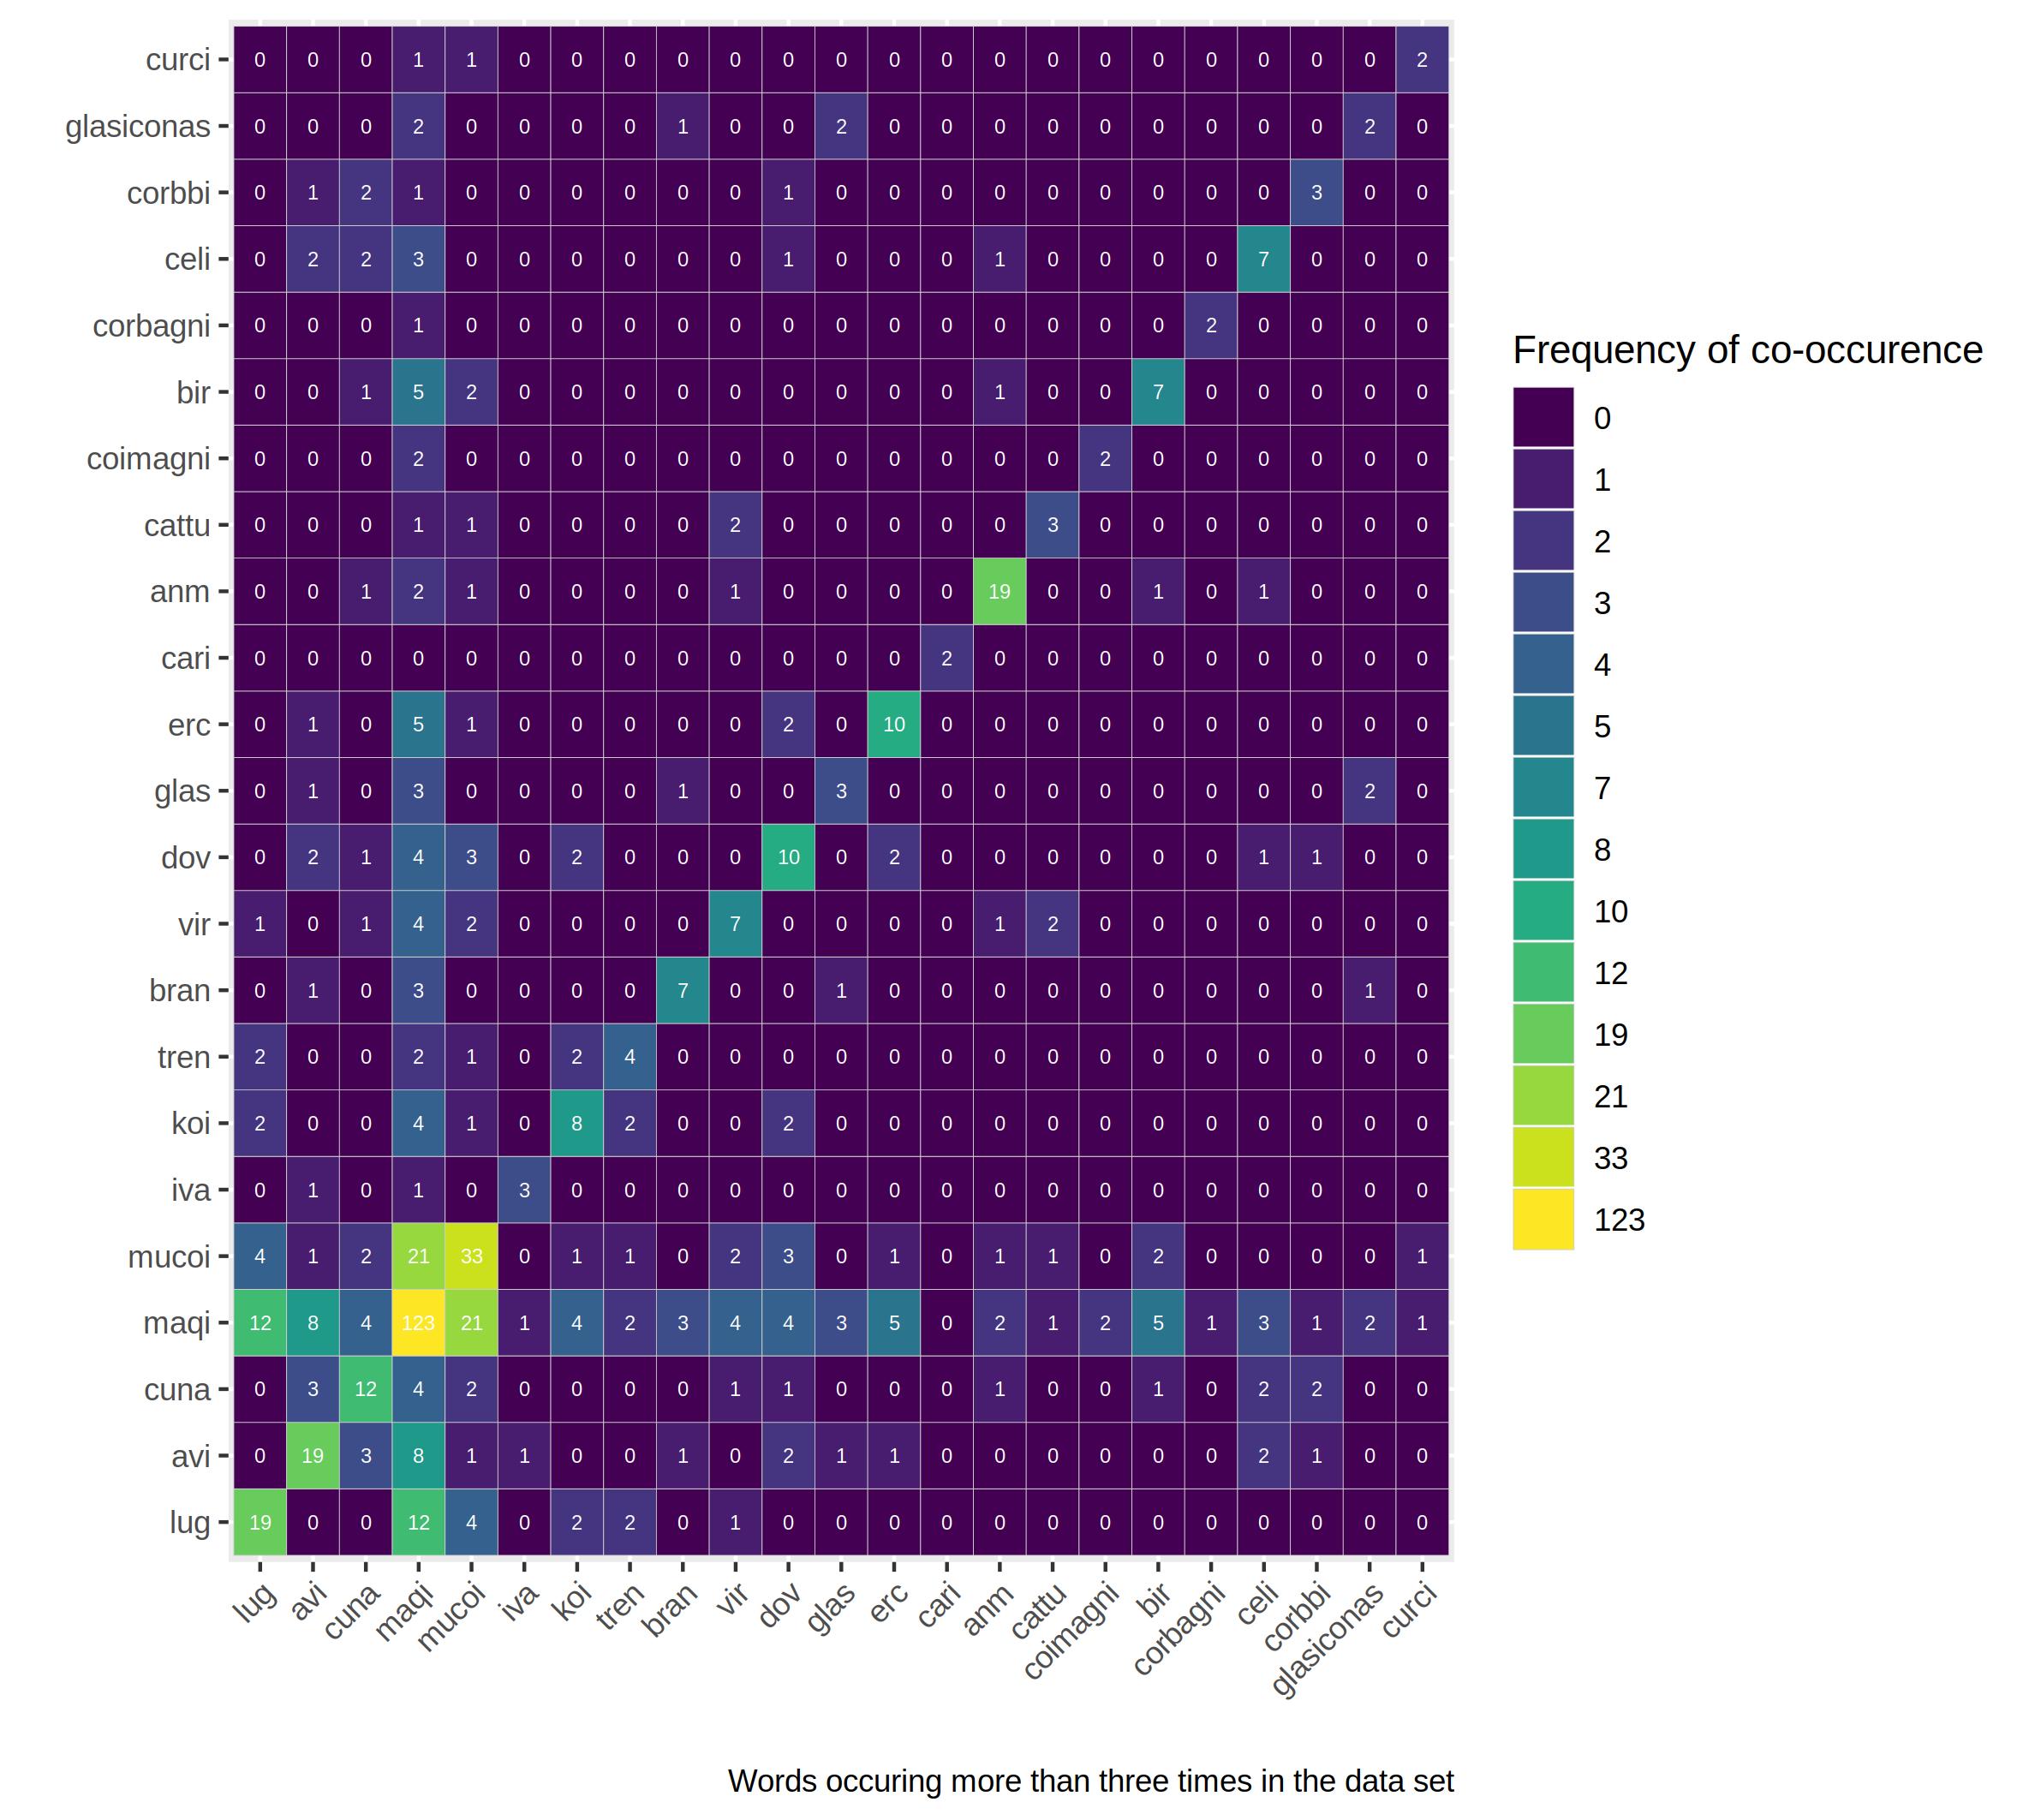 curci 0 0 0 1 1 0 0 0 0 0 0 0 0 0 0 0 0 0 0 0 0 0 2
glasiconas 0 0 0 2 0 0 0 0 1 0 0 2 0 0 0 0 0 0 0 0 0 2 0
corbbi 0 1 2 1 0 0 0 0 0 0 1 0 0 0 0 0 0 0 0 0 3 0 0
celi 0 2 2 3 0 0 0 0 0 0 1 0 0 0 1 0 0 0 0 7 0 0 0
corbagni 0 0 0 1 0 0 0 0 0 0 0 0 0 0 0 0 0 0 2 0 0 0 0
bir 0 0 1 5 2 0 0 0 0 0 0 0 0 0 1 0 0 7 0 0 0 0 0
coimagni 0 0 0 2 0 0 0 0 0 0 0 0 0 0 0 0 2 0 0 0 0 0 0
cattu 0 0 0 1 1 0 0 0 0 2 0 0 0 0 0 3 0 0 0 0 0 0 0
anm 0 0 1 2 1 0 0 0 0 1 0 0 0 0 19 0 0 1 0 1 0 0 0
cari 0 0 0 0 0 0 0 0 0 0 0 0 0 2 0 0 0 0 0 0 0 0 0
erc 0 1 0 5 1 0 0 0 0 0 2 0 10 0 0 0 0 0 0 0 0 0 0
glas 0 1 0 3 0 0 0 0 1 0 0 3 0 0 0 0 0 0 0 0 0 2 0
dov 0 2 1 4 3 0 2 0 0 0 10 0 2 0 0 0 0 0 0 1 1 0 0
vir 1 0 1 4 2 0 0 0 0 7 0 0 0 0 1 2 0 0 0 0 0 0 0
bran 0 1 0 3 0 0 0 0 7 0 0 1 0 0 0 0 0 0 0 0 0 1 0
tren 2 0 0 2 1 0 2 4 0 0 0 0 0 0 0 0 0 0 0 0 0 0 0
koi 2 0 0 4 1 0 8 2 0 0 2 0 0 0 0 0 0 0 0 0 0 0 0
iva 0 1 0 1 0 3 0 0 0 0 0 0 0 0 0 0 0 0 0 0 0 0 0
mucoi 4 1 2 21 33 0 1 1 0 2 3 0 1 0 1 1 0 2 0 0 0 0 1
maqi 12 8 4 123 21 1 4 2 3 4 4 3 5 0 2 1 2 5 1 3 1 2 1
cuna 0 3 12 4 2 0 0 0 0 1 1 0 0 0 1 0 0 1 0 2 2 0 0
avi 0 19 3 8 1 1 0 0 1 0 2 1 1 0 0 0 0 0 0 2 1 0 0
lug 19 0 0 12 4 0 2 2 0 1 0 0 0 0 0 0 0 0 0 0 0 0 0
lug avi cuna maqi mucoi iva koi tren bran vir dov glas erc cari anm cattu coimagni bir corbagni celi corbbi glasiconas curci
Words occuring more than three times in the data set
Frequency of co-occurence
0
1
2
3
4
5
7
8
10
12
19
21
33
123